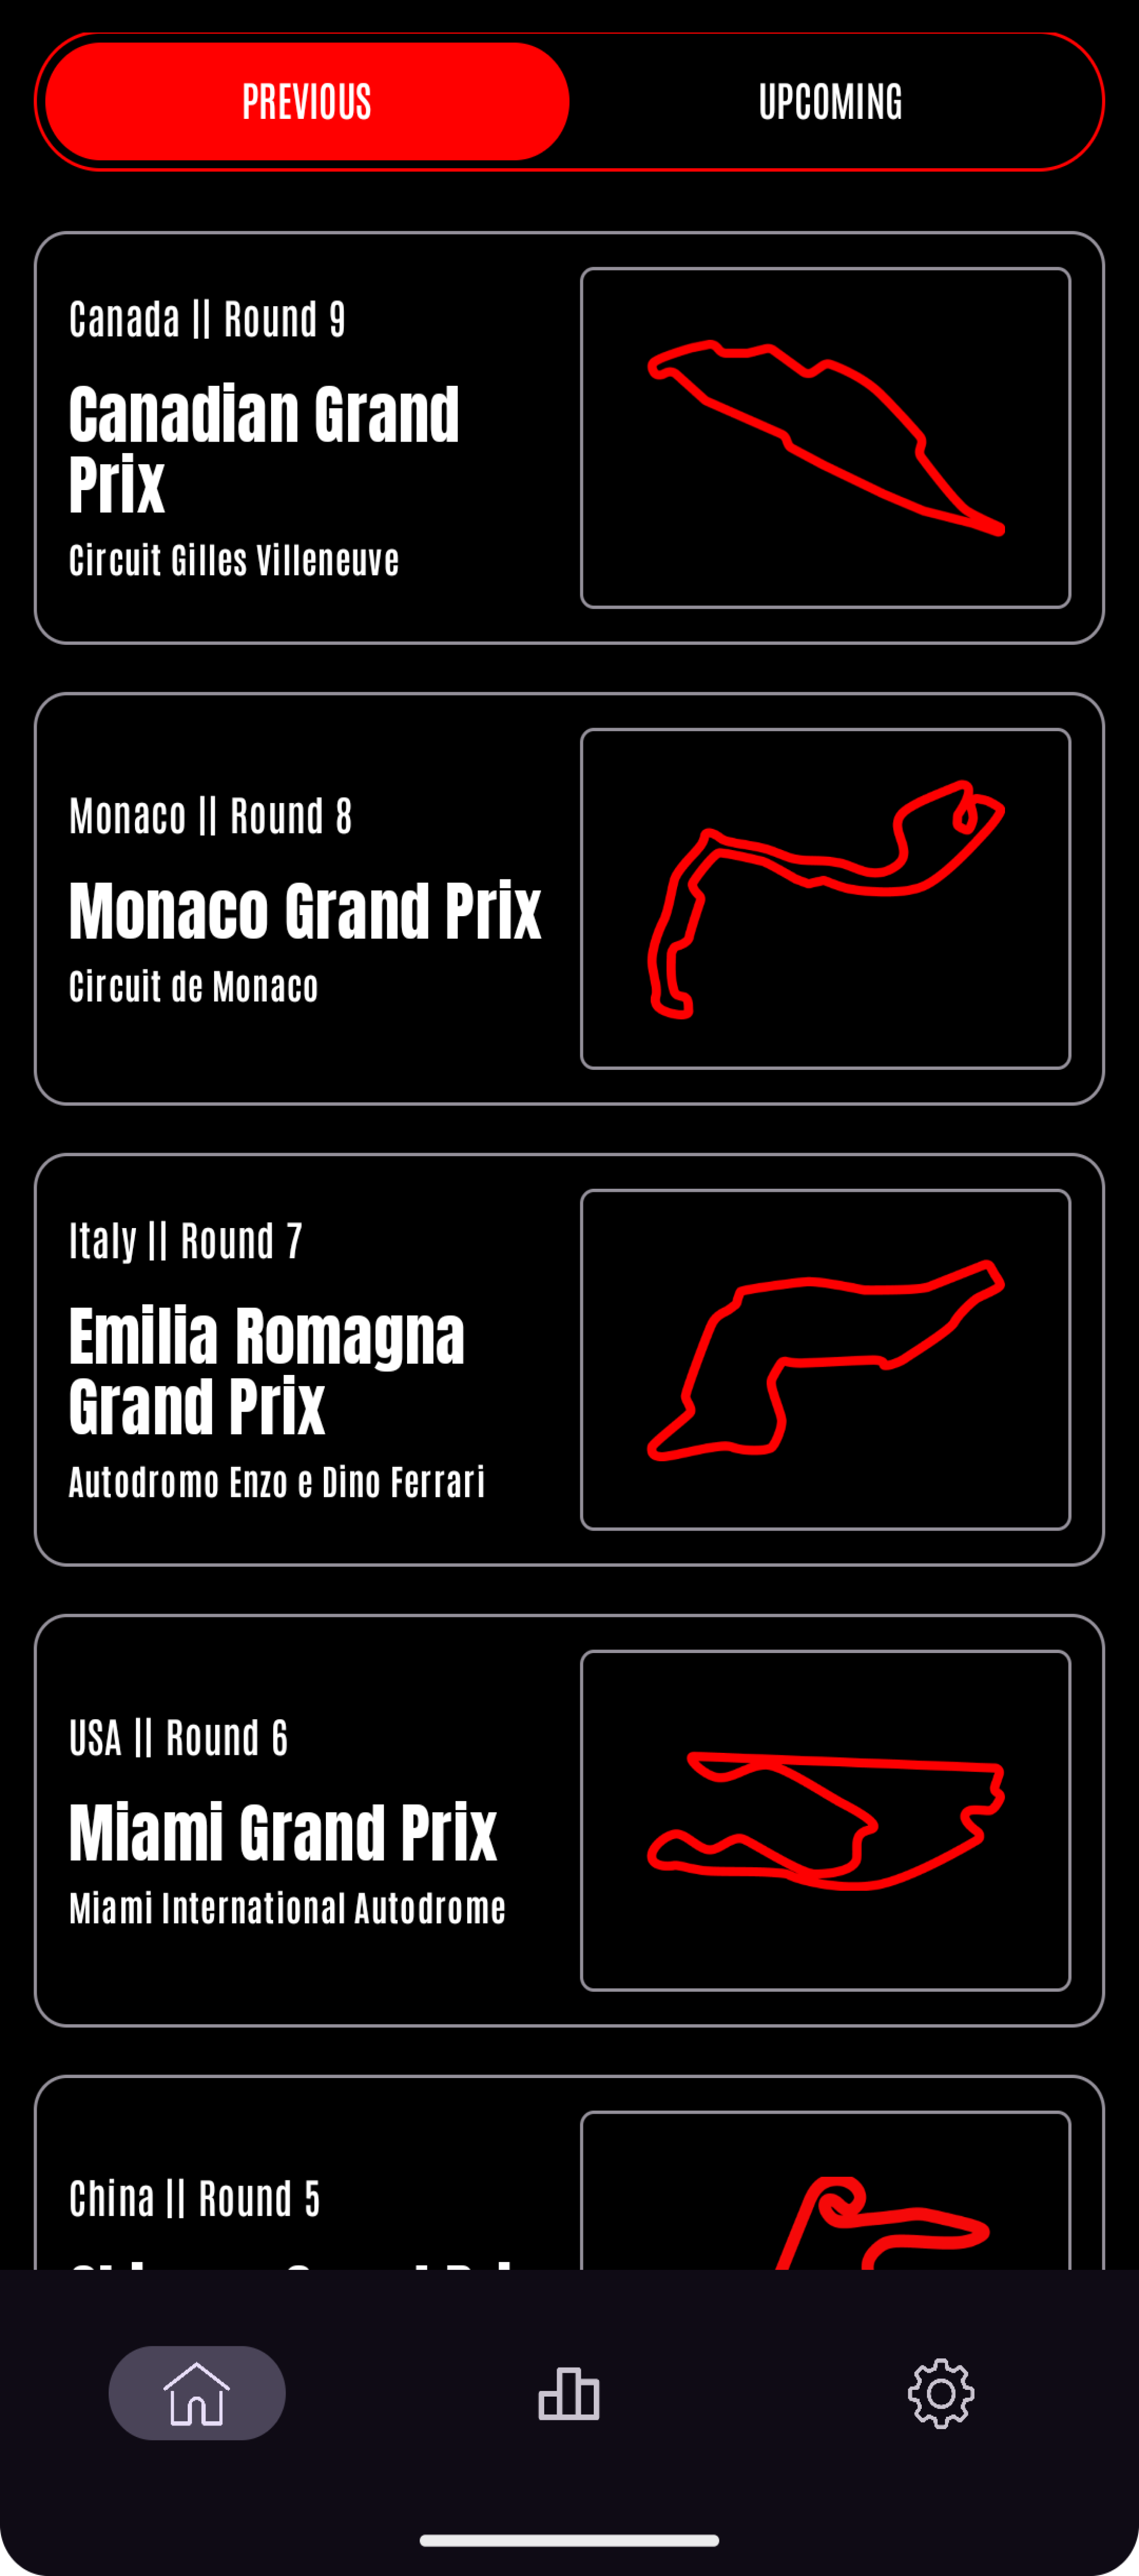 PREVIOUS
UPCOMING
Canada || Round 9
Canadian Grand
Prix
Circuit Gilles Villeneuve
Monaco || Round 8
Monaco Grand Prix
Circuit de Monaco
Italy || Round 7
Emilia Romagna
Grand Prix
Autodromo Enzo e Dino Ferrari
USA || Round 6
Miami Grand Prix
Miami International Autodrome
China || Round 5